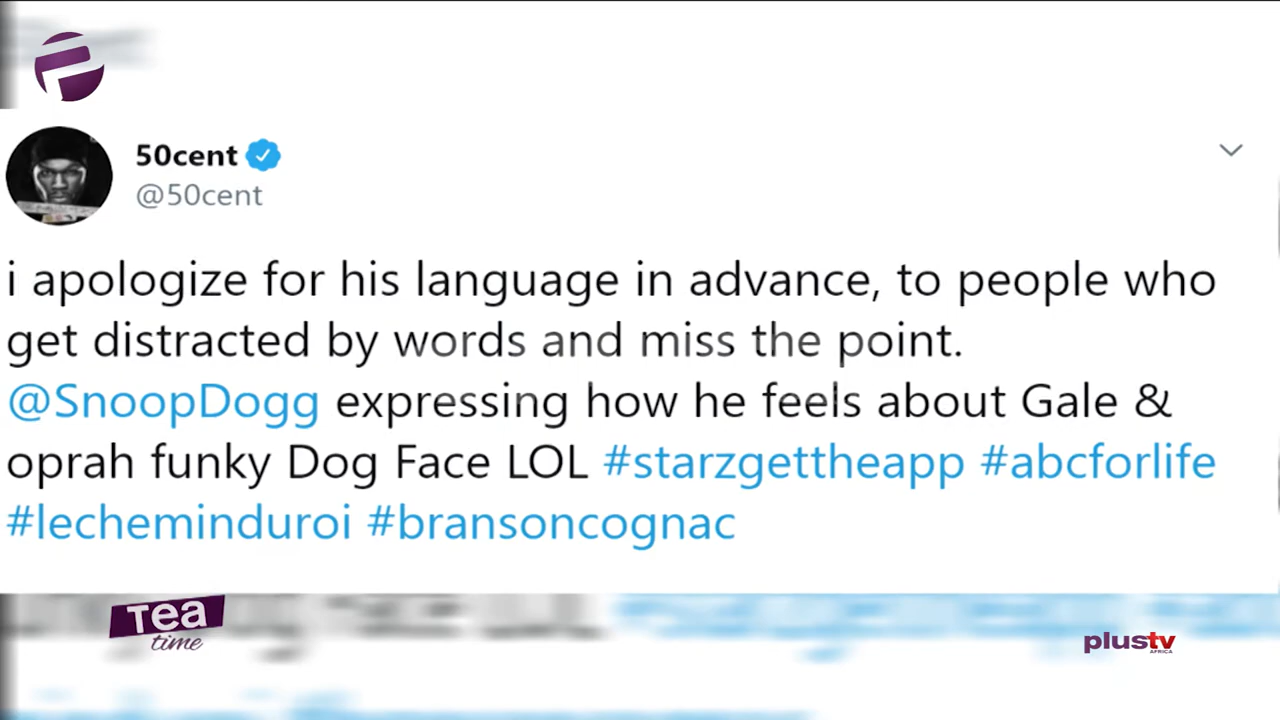 50cent
@50cent
i apologize for his language in advance, to people who
get distracted by words and miss the point.
@SnoopDogg expressing how he feels about Gale &
oprah funky Dog Face LOL #starzgettheapp #abcforlife
#lecheminduroi #bransoncognac
Tea
time
plustv
AFRICA